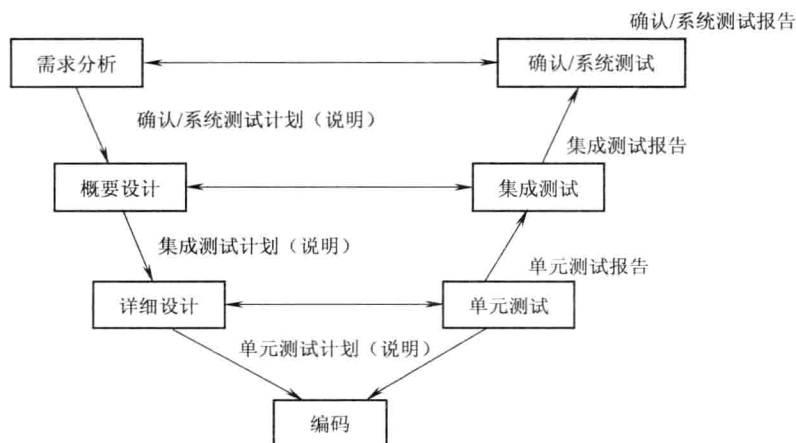 确认/系统测试报告
需求分析
确认/系统测试
确认/系统测试计划（说明）
集成测试报告
概要设计
集成测试
集成测试计划（说明）
单元测试报告
详细设计
单元测试
单元测试计划（说明）
编码